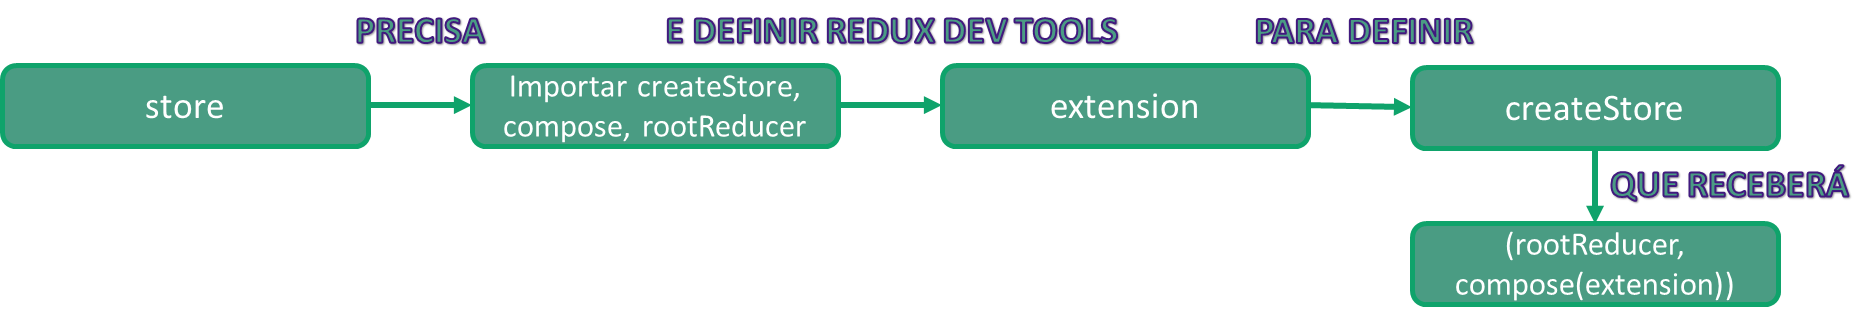 PRECISA
E DEFINIR REDUX DEV TOOLS
PARA DEFINIR
store
Importar createStore,
compose, rootReducer
extension
createStore
QUE RECEBERÁ
(rootReducer,
compose(extension))